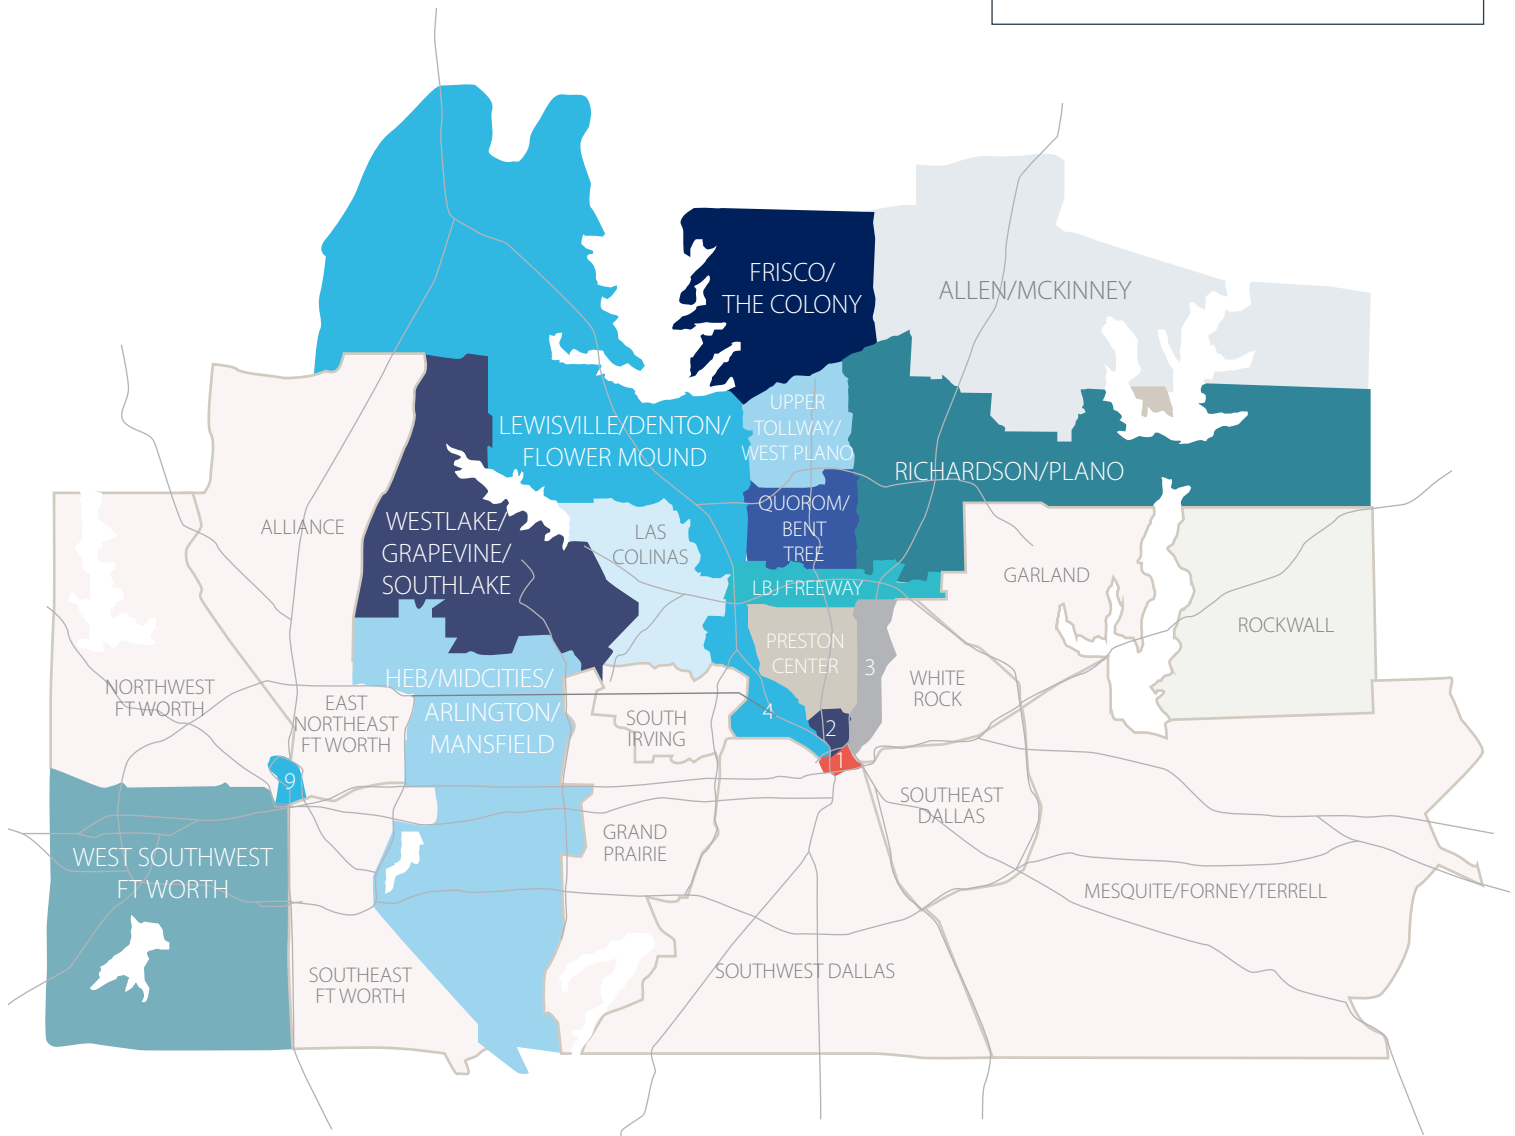 FRISCO/
THE COLONY
ALLEN/MCKINNEY
UPPER
TOLLWAY/
WEST PLANO
LEWISVILLE/DENTON/
FLOWER MOUND
RICHARDSON/PLANO
QUOROM/
BENT
TREE
ALLIANCE
WESTLAKE/
GRAPEVINE/
SOUTHLAKE
LAS
COLINAS
LBJ FREEWAY
GARLAND
ROCKWALL
PRESTON
CENTER
3
WHITE
ROCK
NORTHWEST
FT WORTH
EAST
NORTHEAST
FT WORTH
HEB/MIDCITIES/
ARLINGTON/
MANSFIELD
SOUTH
IRVING
4
2
1
9
SOUTHEAST
DALLAS
GRAND
PRAIRIE
WEST SOUTHWEST
FT WORTH
MESQUITE/FORNEY/TERRELL
SOUTHEAST
FT WORTH
SOUTHWEST DALLAS